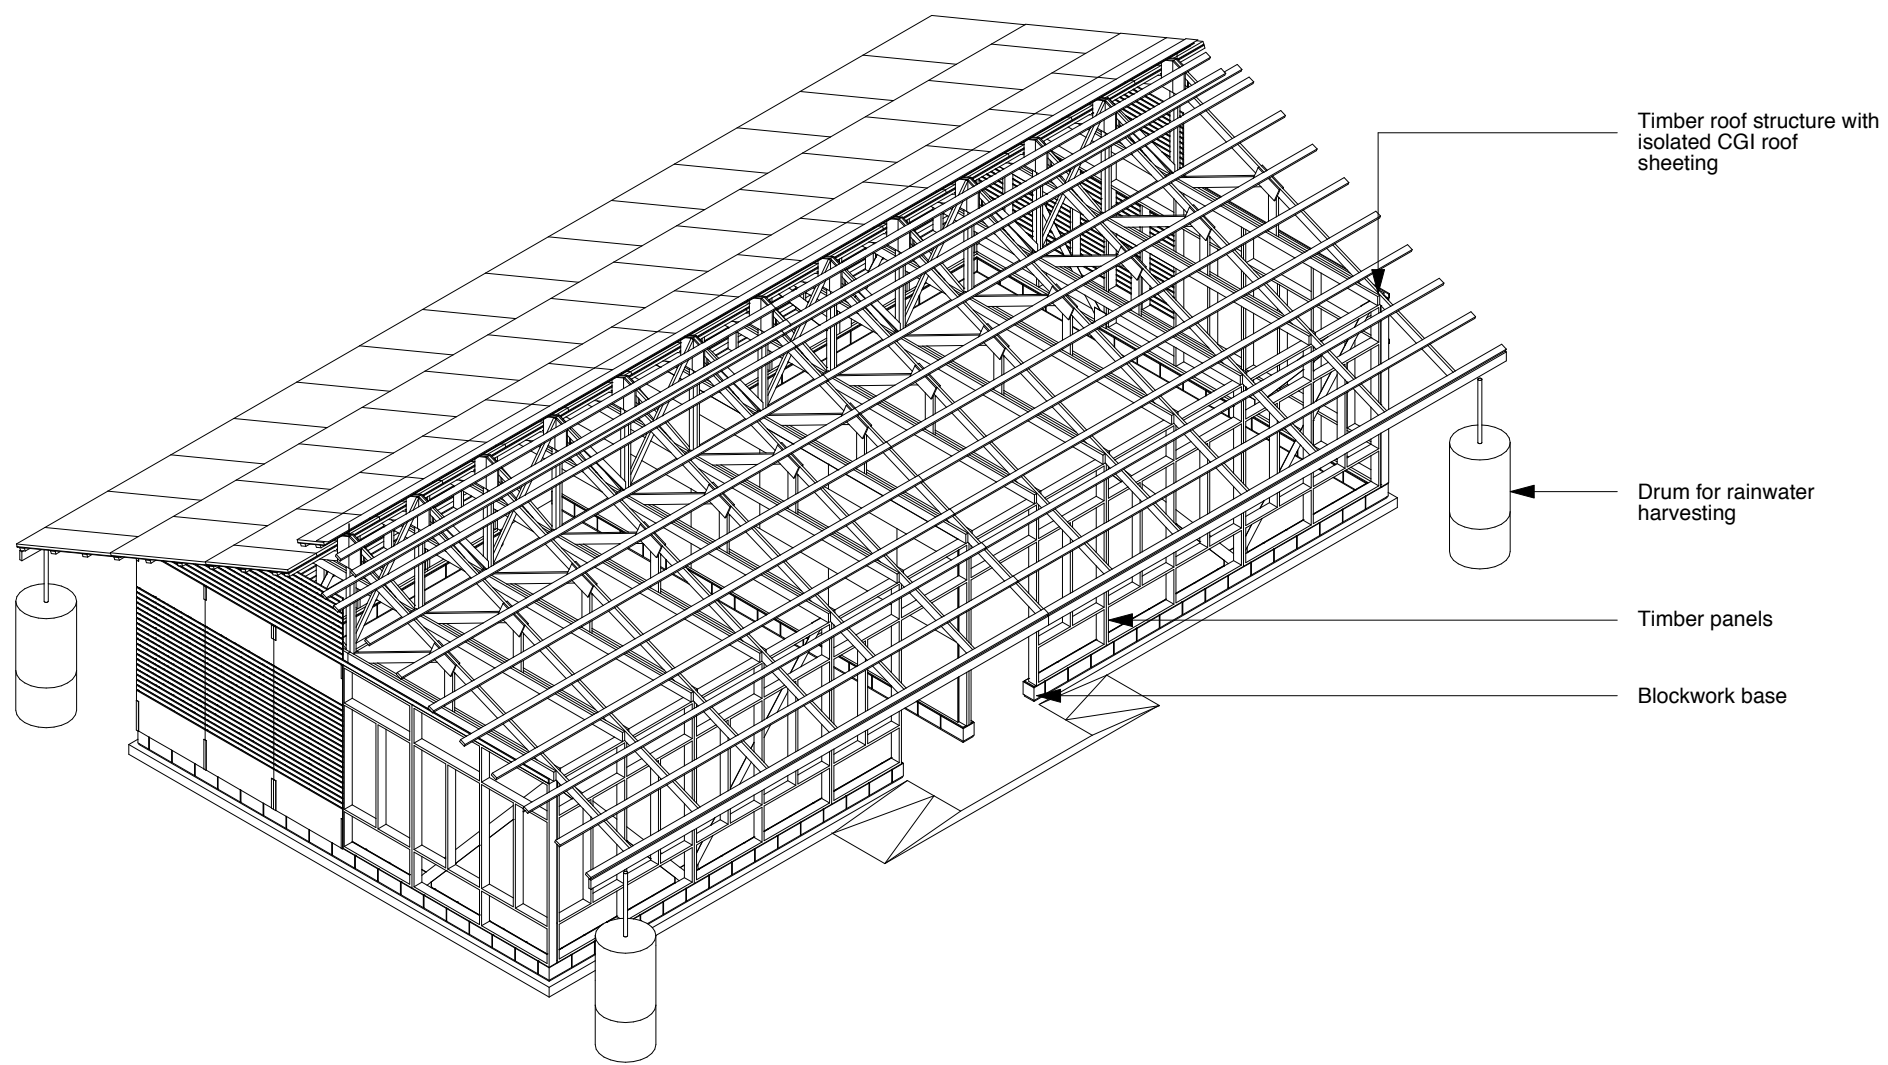 Timber roof structure with
isolated CGI roof
sheeting
Drum for rainwater
harvesting
Timber panels
Blockwork base